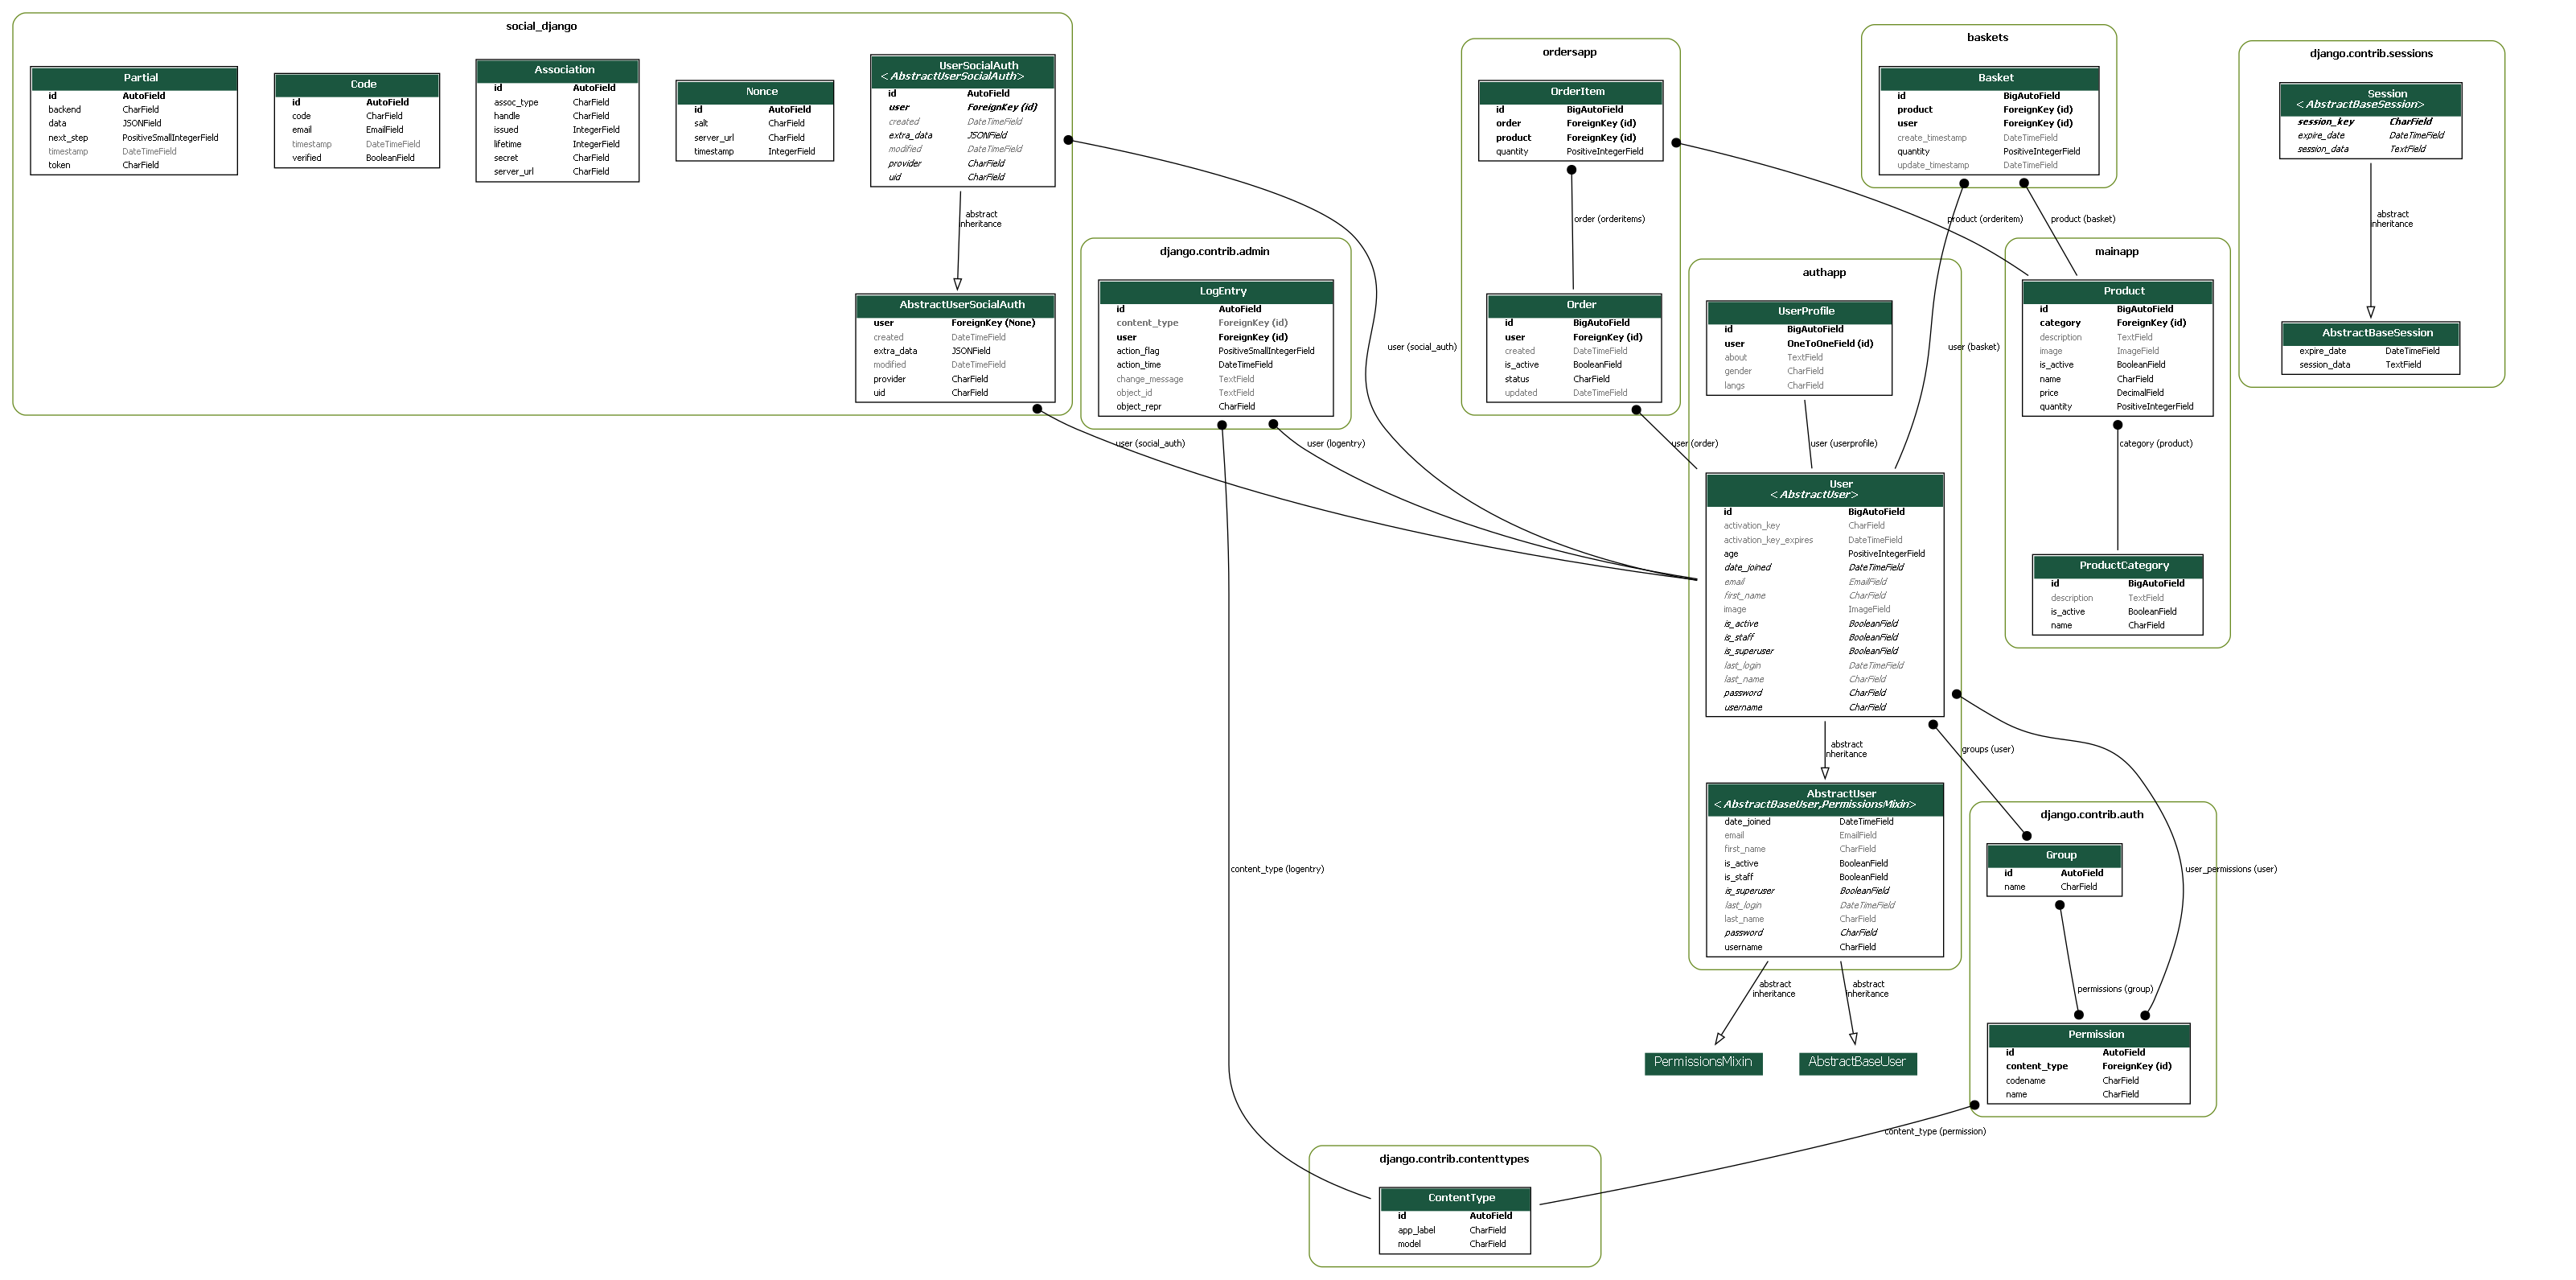 social_django
Partial
id AutoField
backend CharField
data JSONField
next_step PositiveSmallIntegerField
timestamp DateTimeField
token CharField
Code
id AutoField
code CharField
email EmailField
timestamp DateTimeField
verified BooleanField
Association
id AutoField
assoc_type CharField
handle CharField
issued IntegerField
lifetime IntegerField
secret CharField
server_url CharField
Nonce
id AutoField
salt CharField
server_url CharField
timestamp IntegerField
UserSocialAuth
<AbstractUserSocialAuth>
id AutoField
user ForeignKey (id)
created DateTimeField
extra_data JSONField
modified DateTimeField
provider CharField
uid CharField
abstract
inheritance
AbstractUserSocialAuth
user ForeignKey (None)
created DateTimeField
extra_data JSONField
modified DateTimeField
provider CharField
uid CharField
user (social_auth)
django.contrib.admin
LogEntry
id AutoField
content_type ForeignKey (id)
user ForeignKey (id)
action_flag PositiveSmallIntegerField
action_time DateTimeField
change_message TextField
object_id TextField
object_repr CharField
user (logentry)
user (social_auth)
content_type (logentry)
ordersapp
OrderItem
id BigAutoField
order ForeignKey (id)
product ForeignKey (id)
quantity PositiveIntegerField
order (orderitems)
Order
id BigAutoField
user ForeignKey (id)
created DateTimeField
is_active BooleanField
status CharField
updated DateTimeField
user (order)
baskets
Basket
id BigAutoField
product ForeignKey (id)
user ForeignKey (id)
create_timestamp DateTimeField
quantity PositiveIntegerField
update_timestamp DateTimeField
product (orderitem)
product (basket)
user (basket)
authapp
UserProfile
id BigAutoField
user OneToOneField (id)
about TextField
gender CharField
langs CharField
user (userprofile)
User
<AbstractUser>
id BigAutoField
activation_key CharField
activation_key_expires DateTimeField
age PositiveIntegerField
date_joined DateTimeField
email EmailField
first_name CharField
image ImageField
is_active BooleanField
is_staff BooleanField
is_superuser BooleanField
last_login DateTimeField
last_name CharField
password CharField
username CharField
abstract
inheritance
groups (user)
AbstractUser
<AbstractBaseUser,PermissionsMixin>
date_joined DateTimeField
email EmailField
first_name CharField
is_active BooleanField
is_staff BooleanField
is_superuser BooleanField
last_login DateTimeField
last_name CharField
password CharField
username CharField
abstract
inheritance
abstract
inheritance
PermissionsMixin
AbstractBaseUser
mainapp
Product
id BigAutoField
category ForeignKey (id)
description TextField
image ImageField
is_active BooleanField
name CharField
price DecimalField
quantity PositiveIntegerField
category (product)
ProductCategory
id BigAutoField
description TextField
is_active BooleanField
name CharField
django.contrib.sessions
Session
<AbstractBaseSession>
session_key CharField
expire_date DateTimeField
session_data TextField
abstract
inheritance
AbstractBaseSession
expire_date DateTimeField
session_data TextField
django.contrib.auth
Group
id AutoField
name CharField
user_permissions (user)
permissions (group)
Permission
id AutoField
content_type ForeignKey (id)
codename CharField
name CharField
content_type (permission)
django.contrib.contenttypes
ContentType
id AutoField
app_label CharField
model CharField